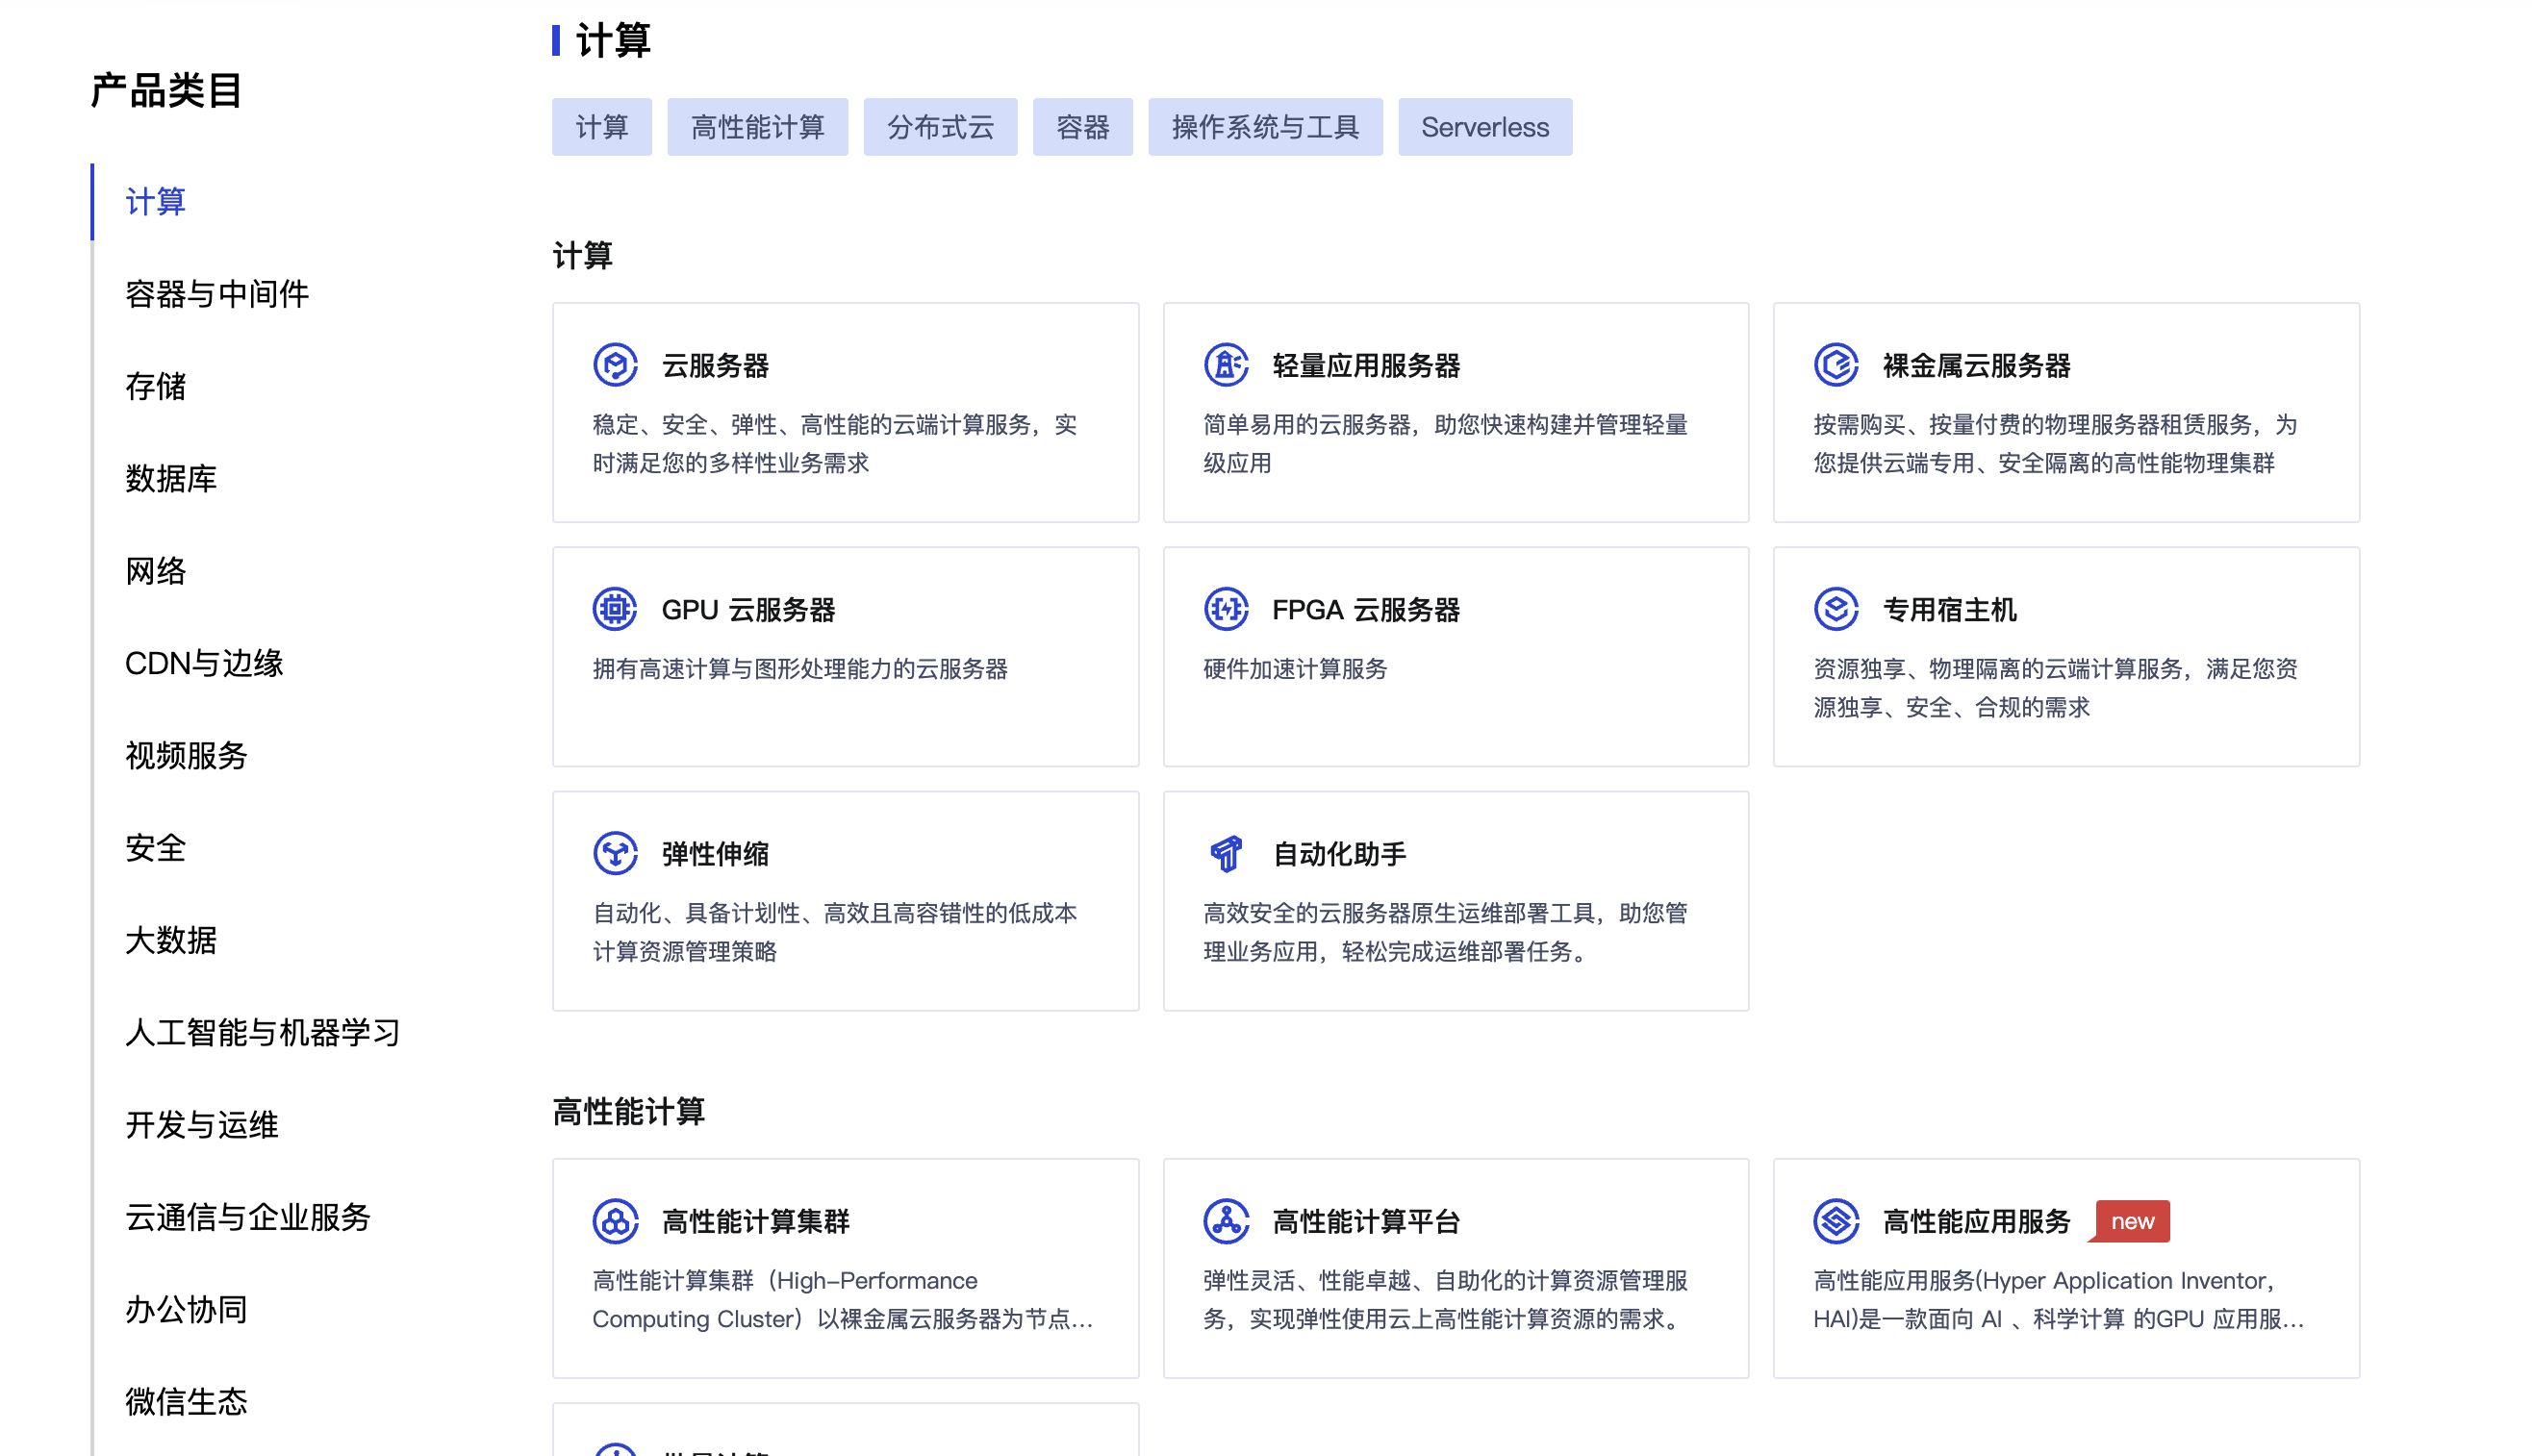 产品类目
计算
容器与中间件
存储
数据库
网络
CDN与边缘
视频服务
安全
大数据
人工智能与机器学习
开发与运维
云通信与企业服务
办公协同
微信生态
计算
计算
高性能计算
分布式云
容器
操作系统与工具
Serverless
计算
云服务器
稳定、安全、弹性、高性能的云端计算服务，实
时满足您的多样性业务需求
轻量应用服务器
简单易用的云服务器，助您快速构建并管理轻量
级应用
裸金属云服务器
按需购买、按量付费的物理服务器租赁服务，为
您提供云端专用、安全隔离的高性能物理集群
GPU 云服务器
拥有高速计算与图形处理能力的云服务器
FPGA 云服务器
硬件加速计算服务
专用宿主机
资源独享、物理隔离的云端计算服务，满足您资
源独享、安全、合规的需求
弹性伸缩
自动化、具备计划性、高效且高容错性的低成本
计算资源管理策略
自动化助手
高效安全的云服务器原生运维部署工具，助您管
理业务应用，轻松完成运维部署任务。
高性能计算
高性能计算集群
高性能计算集群（High-Performance
Computing Cluster）以裸金属云服务器为节点...
高性能计算平台
弹性灵活、性能卓越、自助化的计算资源管理服
务，实现弹性使用云上高性能计算资源的需求。
高性能应用服务 new
高性能应用服务(Hyper Application Inventor,
HAI)是一款面向 AI 、科学计算 的GPU 应用服...